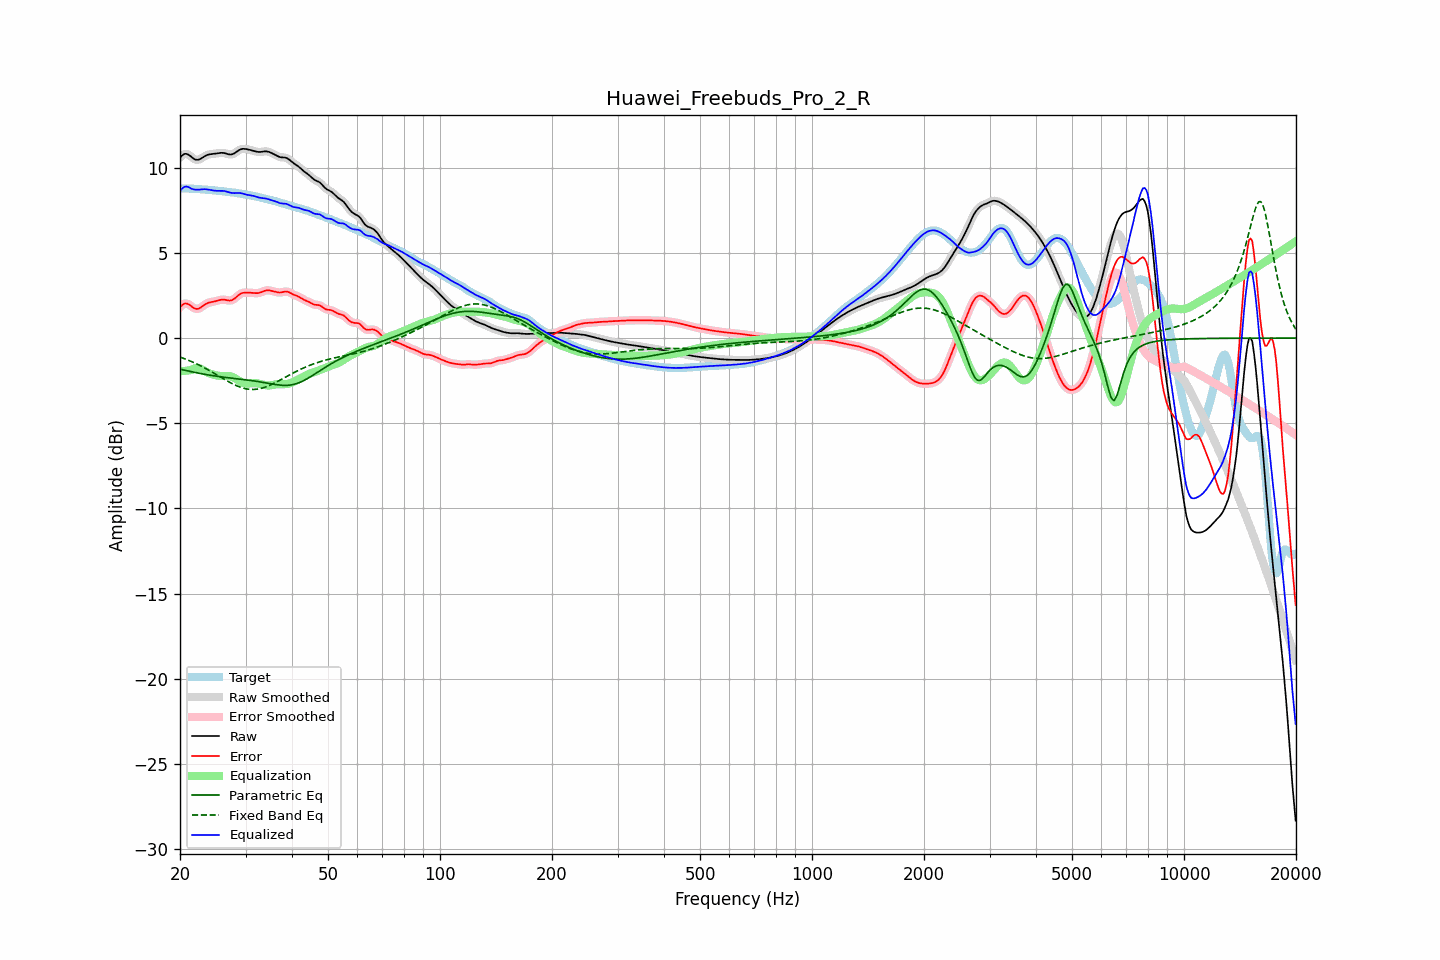 Huawei_Freebuds_Pro_2_R
Amplitude (dBr)
10
5
0
−5
−10
−15
−20
−25
−30
Target
Raw Smoothed
Error Smoothed
Raw
Error
Equalization
Parametric Eq
Fixed Band Eq
Equalized
20
50
100
200
500
1000
2000
5000
10000
20000
Frequency (Hz)